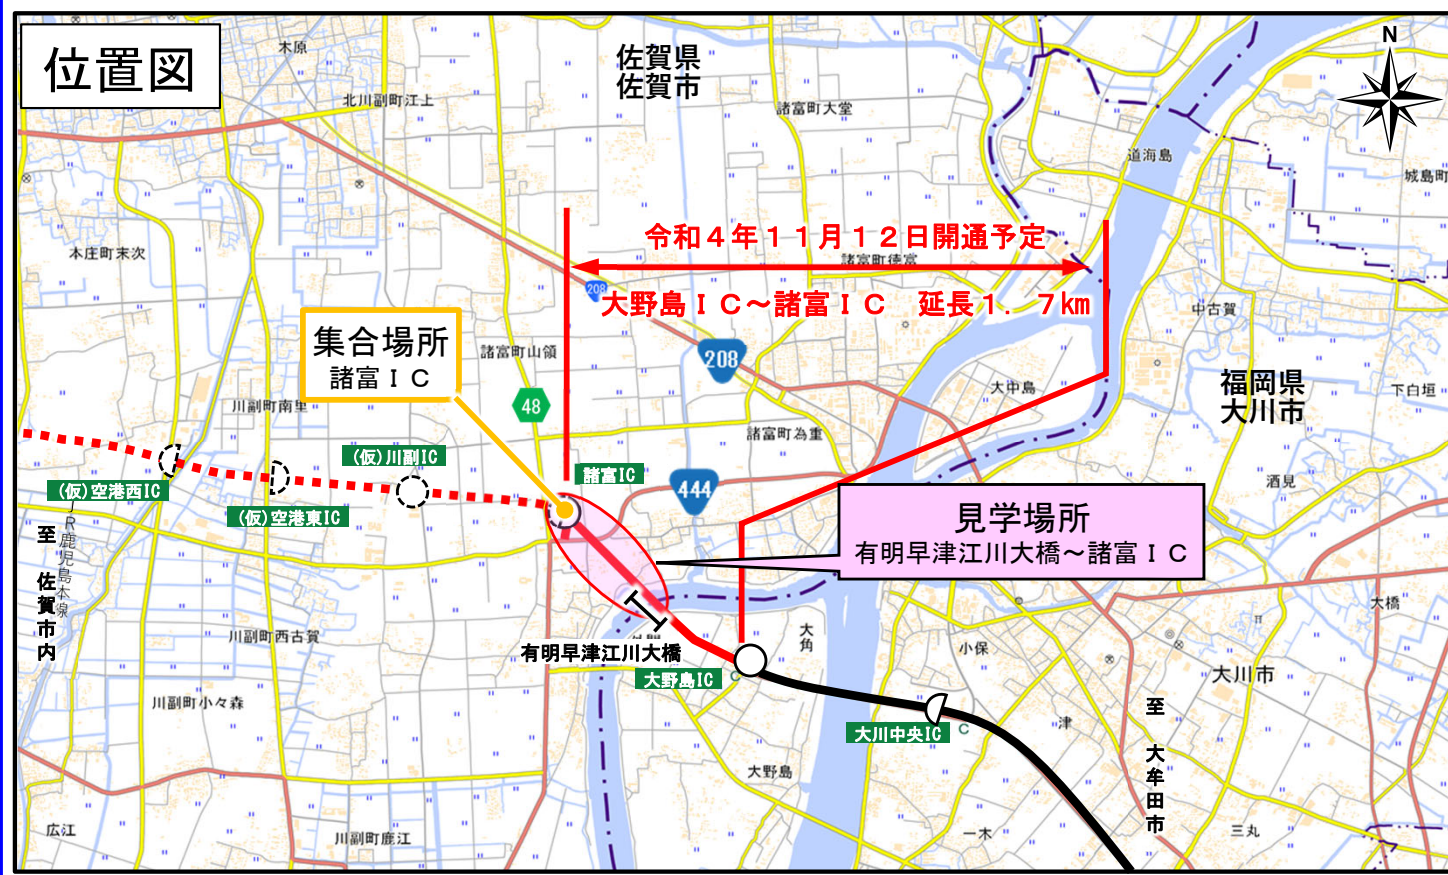 位置図
木原
佐賀県
佐賀市
N
北川副町江上
諸富町大堂
道海島
城島町
令和４年１１月１２日開通予定
本庄町末次
諸富町徳富
208
大野島ＩＣ～諸富ＩＣ　延長１．７㎞
中古賀
集合場所
諸富ＩＣ
諸富町山領
208
福岡県
大川市
大中島
下白垣
川副町南里
48
諸富町為重
(仮)川副IC
諸富IC
酒見
(仮)空港西IC
444
見学場所
有明早津江川大橋～諸富ＩＣ
(仮)空港東IC
至　佐賀市内
ＪＲ鹿児島本線
大橋
川副町西古賀
大角
小保
有明早津江川大橋
大野島IC
C
大川市
川副町小々森
至　大牟田市
津
大川中央IC
C
大野島
広江
川副町鹿江
一木
三丸